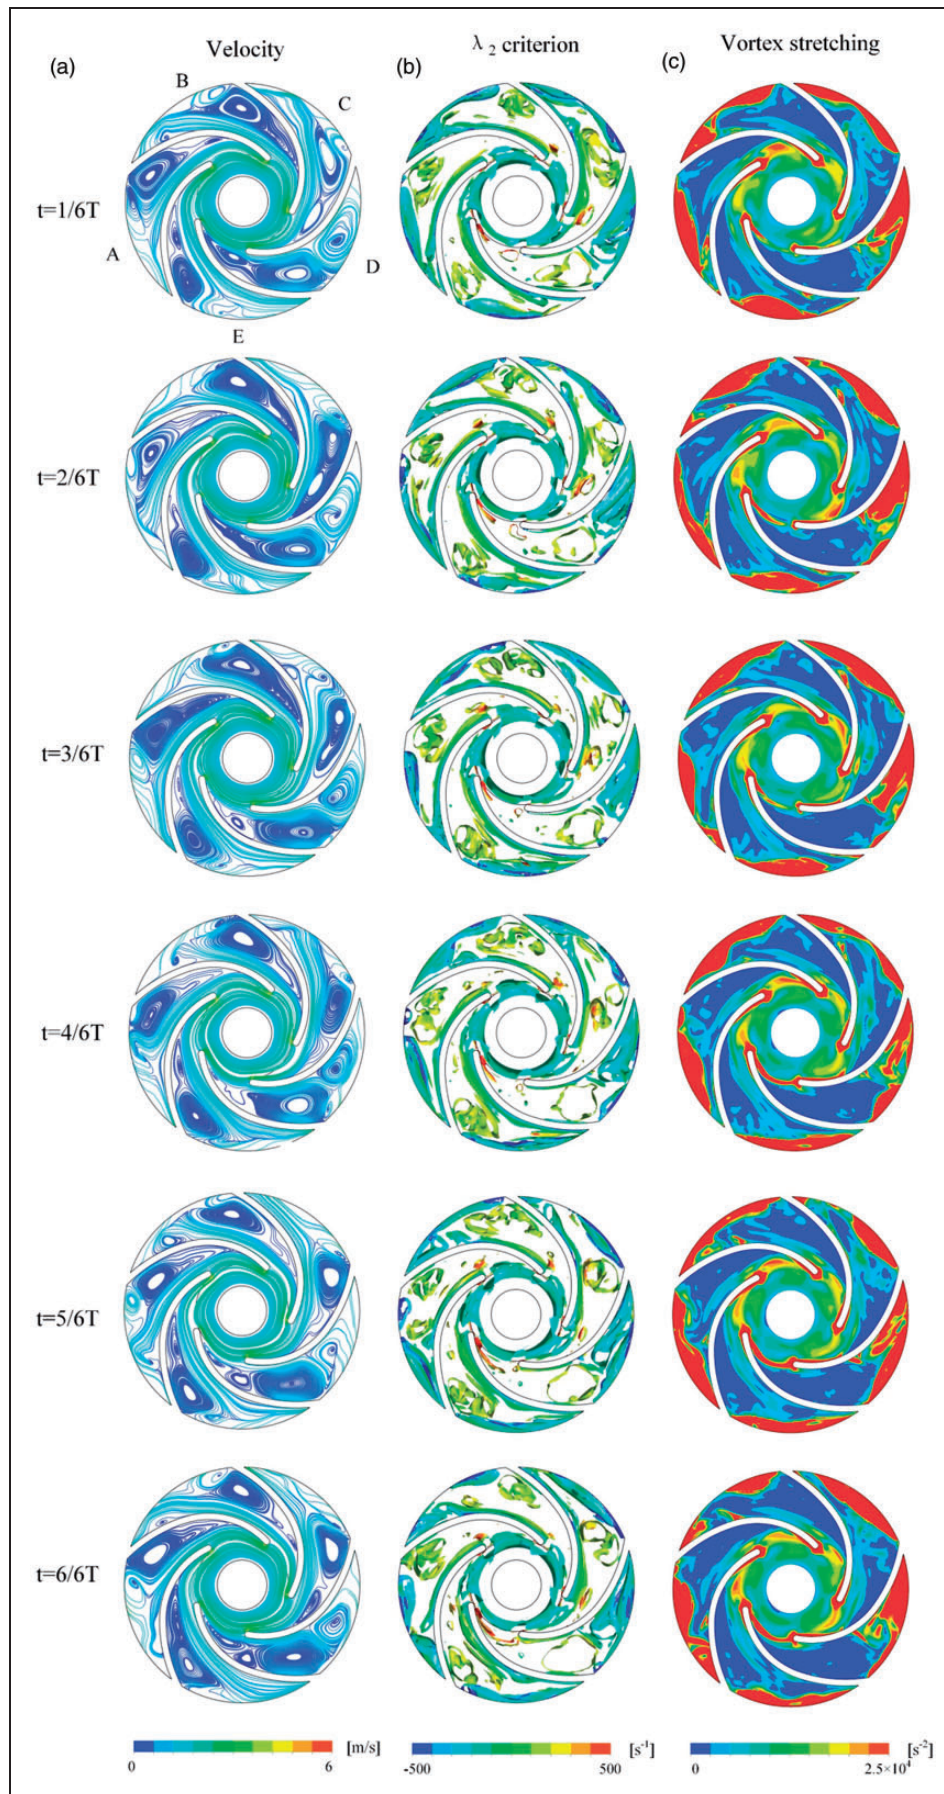 Velocity
λ 2 criterion
Vortex stretching
(a)
(b)
(c)
B
C
t=1/6T
A
D
E
t=2/6T
t=3/6T
t=4/6T
t=5/6T
t=6/6T
0 6 [m/s]
-500 500 [s-1]
0 2.5×10⁴ [s-2]